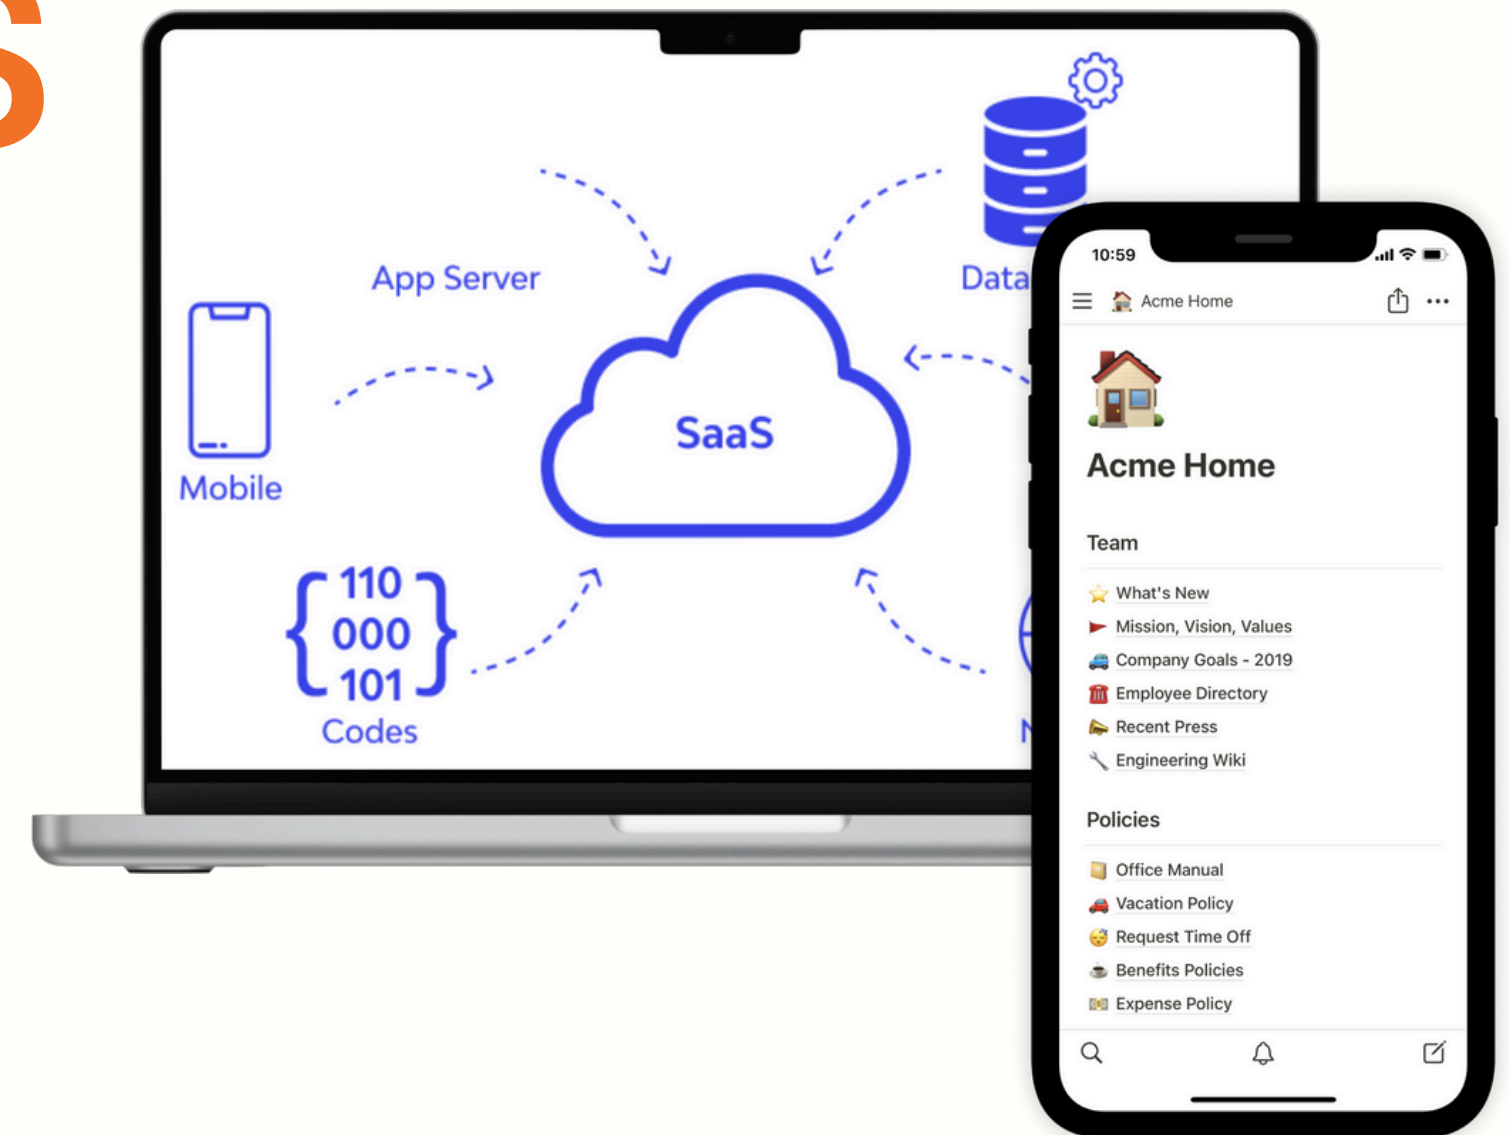 S
App Server
Data
Mobile
SaaS
110
000
101
Codes
10:59
Acme Home
Acme Home
Team
What's New
Mission, Vision, Values
Company Goals - 2019
Employee Directory
Recent Press
Engineering Wiki
Policies
Office Manual
Vacation Policy
Request Time Off
Benefits Policies
Expense Policy